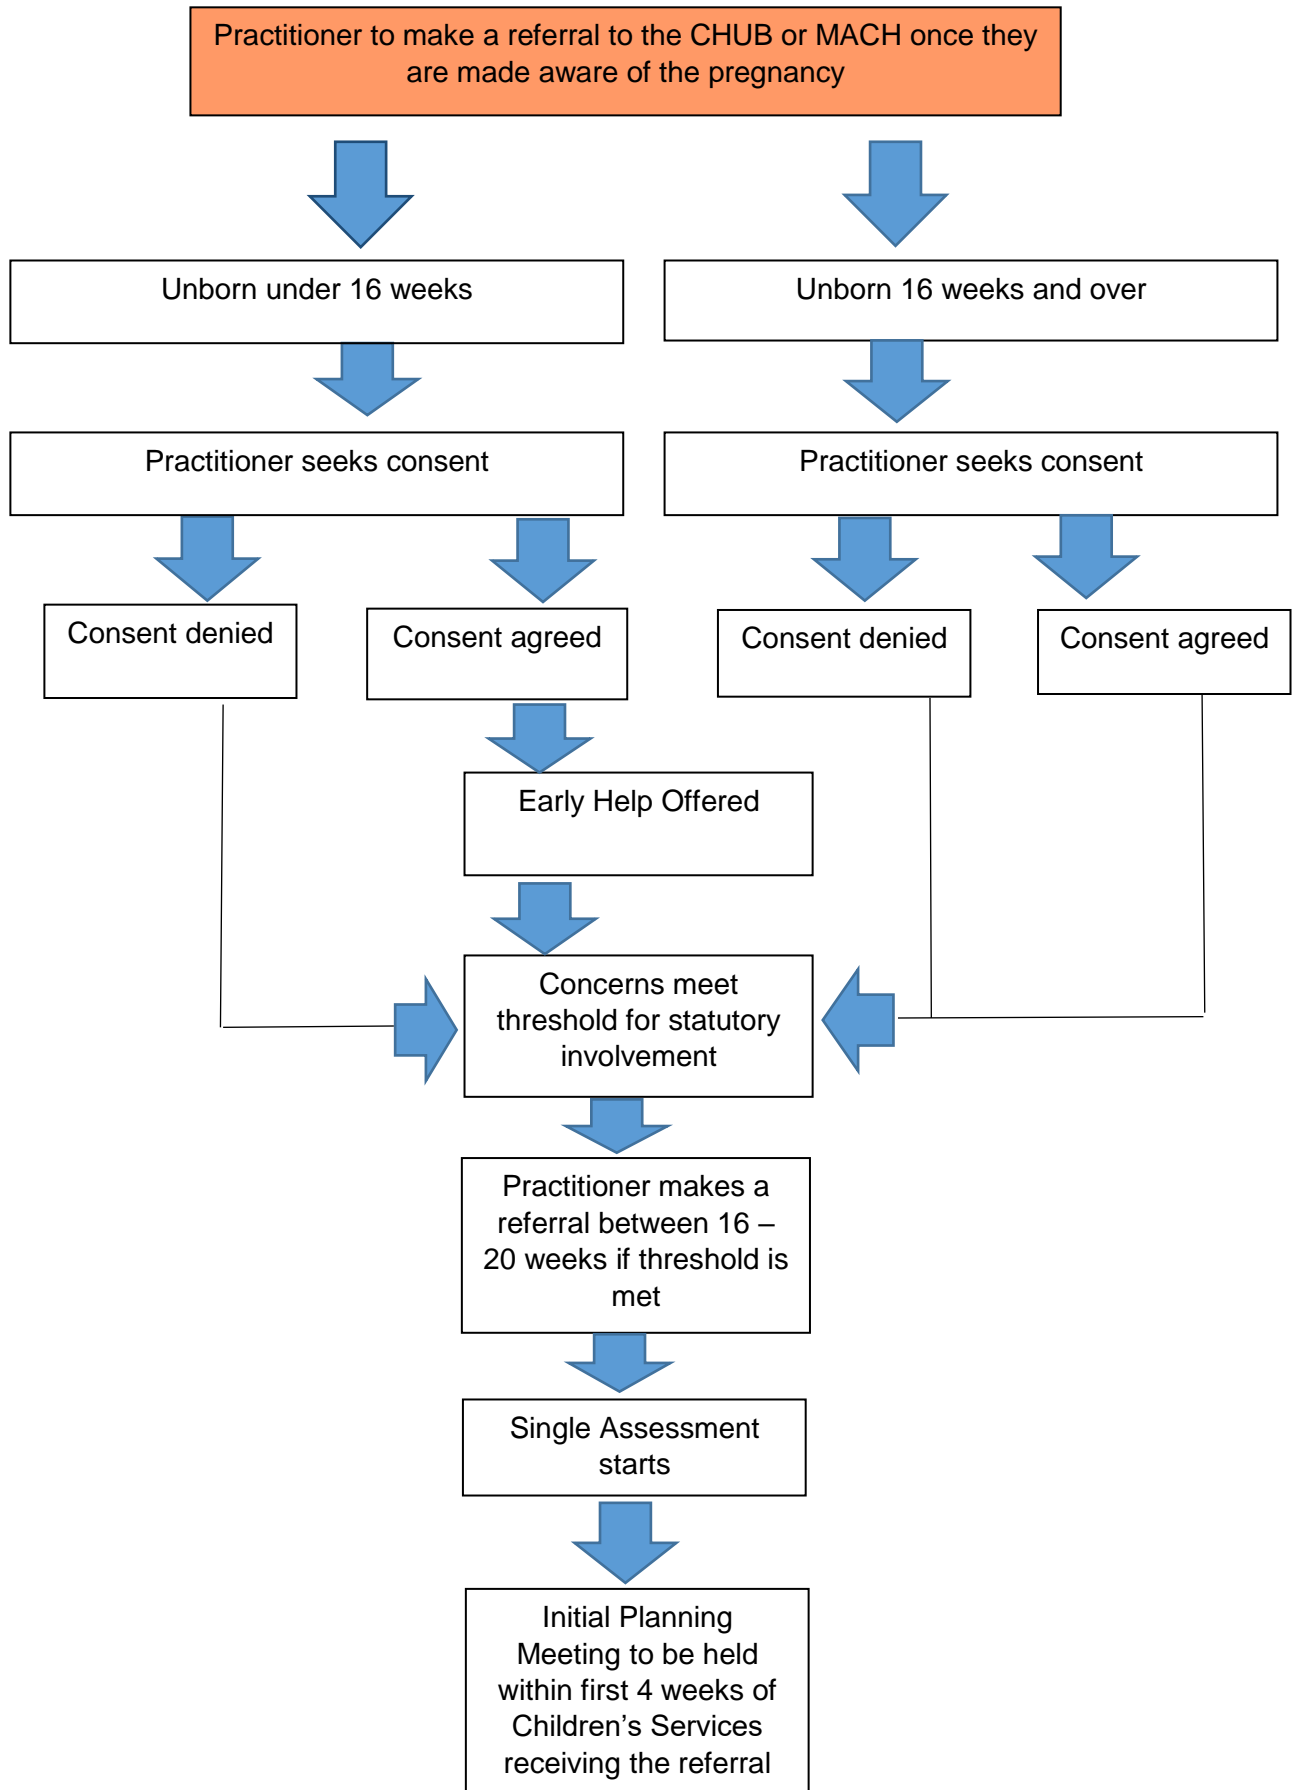 Practitioner to make a referral to the CHUB or MACH once they
are made aware of the pregnancy
Unborn under 16 weeks
Unborn 16 weeks and over
Practitioner seeks consent
Practitioner seeks consent
Consent denied
Consent agreed
Consent denied
Consent agreed
Early Help Offered
Concerns meet
threshold for statutory
involvement
Practitioner makes a
referral between 16 –
20 weeks if threshold is
met
Single Assessment
starts
Initial Planning
Meeting to be held
within first 4 weeks of
Children’s Services
receiving the referral